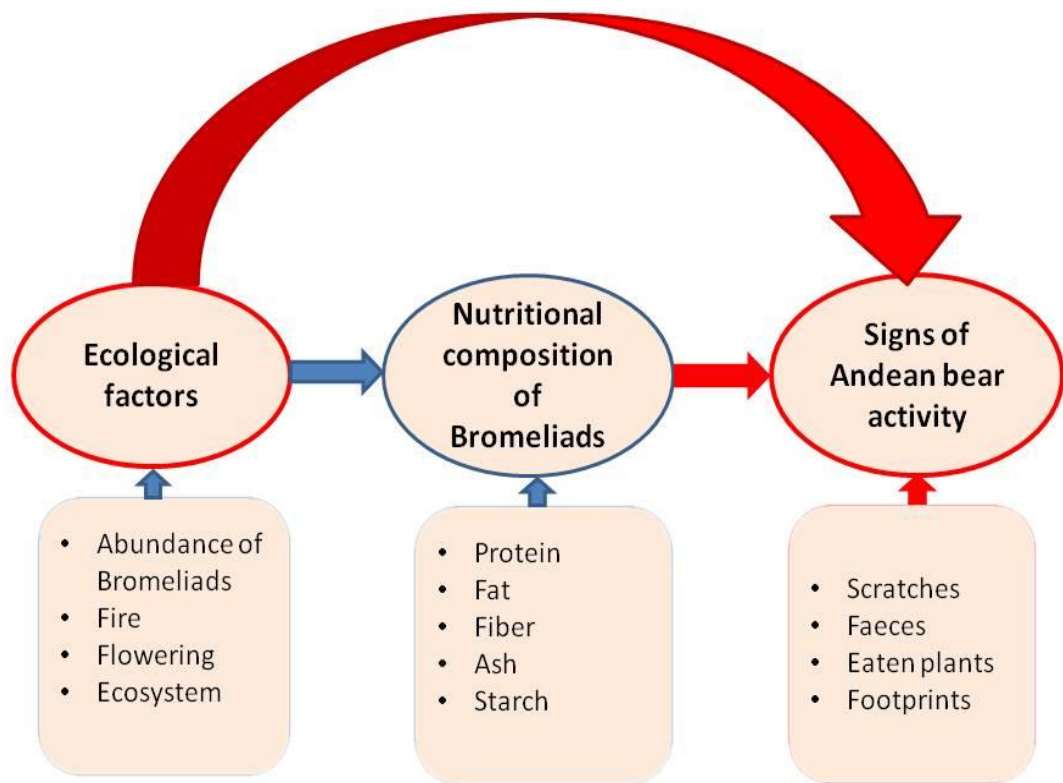 Ecological
factors
Nutritional
composition
of
Bromeliads
Signs of
Andean bear
activity
• Abundance of
Bromeliads
• Fire
• Flowering
• Ecosystem
• Protein
• Fat
• Fiber
• Ash
• Starch
• Scratches
• Faeces
• Eaten plants
• Footprints